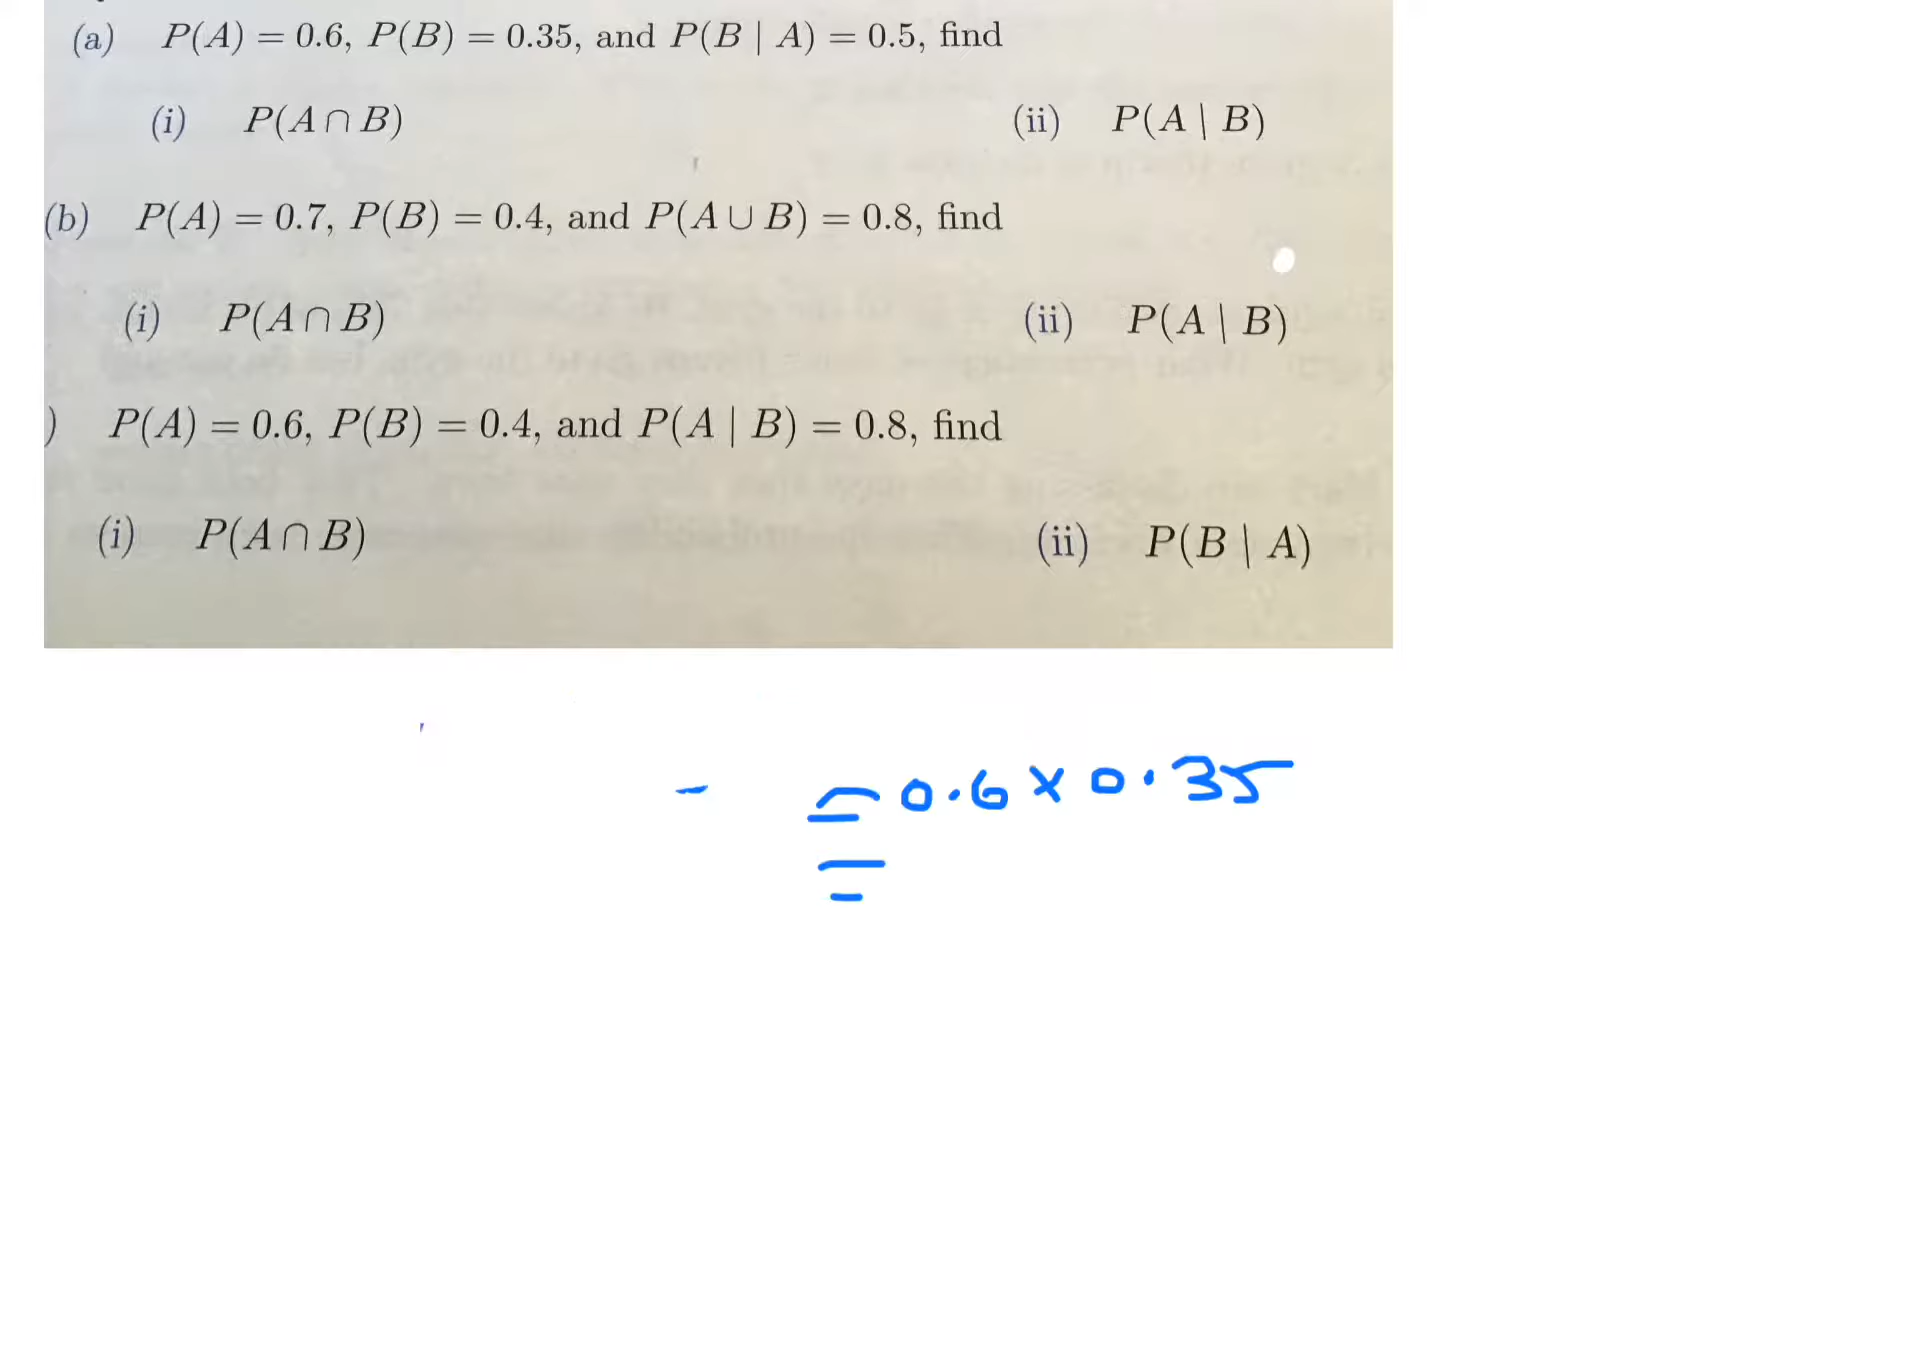 (a) P(A) = 0.6, P(B) = 0.35, and P(B | A) = 0.5, find
(i) P(A ∩ B) (ii) P(A | B)
(b) P(A) = 0.7, P(B) = 0.4, and P(A ∪ B) = 0.8, find
(i) P(A ∩ B) (ii) P(A | B)
) P(A) = 0.6, P(B) = 0.4, and P(A | B) = 0.8, find
(i) P(A ∩ B) (ii) P(B | A)
= 0.6 × 0.35
=